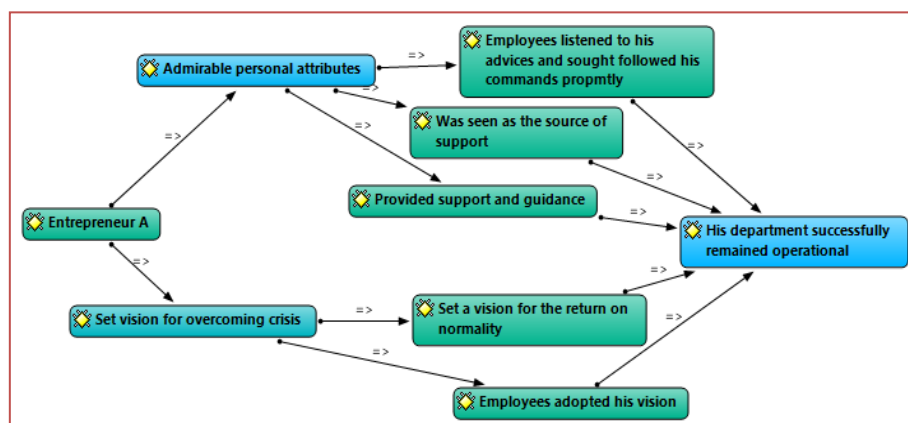 Employees listened to his
advices and sought followed his
commands propmtly
=>
Admirable personal attributes
=>
=>
Was seen as the source of
support
=>
=>
=>
=>
Provided support and guidance
=>
Entrepreneur A
His department successfully
remained operational
=>
=>
Set vision for overcoming crisis
=>
Set a vision for the return on
normality
=>
=>
Employees adopted his vision